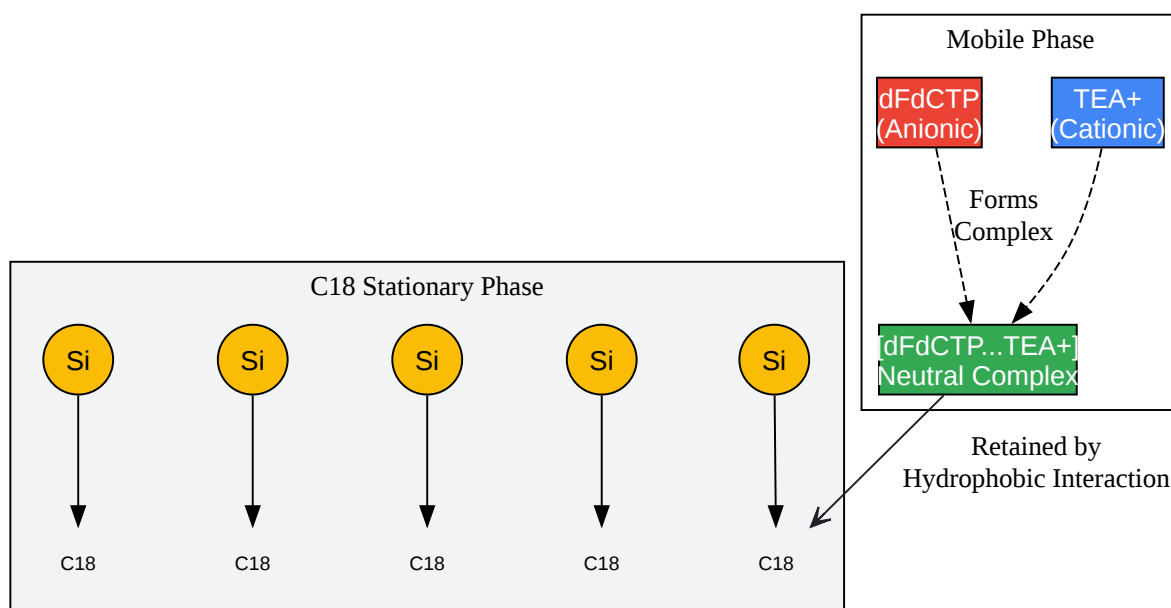 Mobile Phase
dFdCTP
(Anionic)
TEA+
(Cationic)
Forms
Complex
[dFdCTP...TEA+]
Neutral Complex
Retained by
Hydrophobic Interaction
C18 Stationary Phase
Si
Si
Si
Si
Si
C18
C18
C18
C18
C18